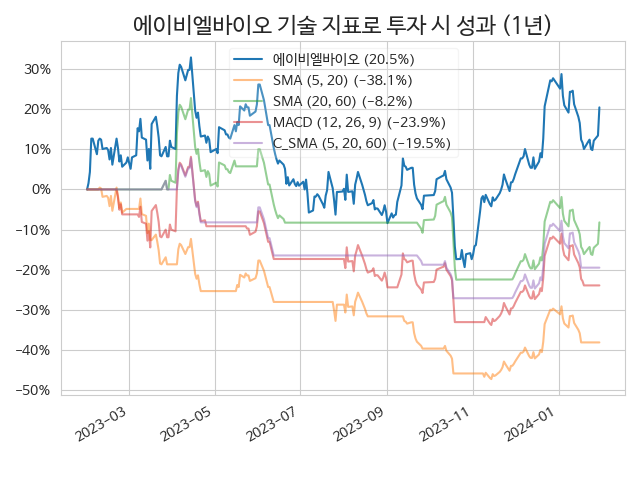 에이비엘바이오 기술 지표로 투자 시 성과 (1년)
에이비엘바이오 (20.5%)
SMA (5, 20) (−38.1%)
SMA (20, 60) (−8.2%)
MACD (12, 26, 9) (−23.9%)
C_SMA (5, 20, 60) (−19.5%)
30%
20%
10%
0%
−10%
−20%
−30%
−40%
−50%
2023−03
2023−05
2023−07
2023−09
2023−11
2024−01